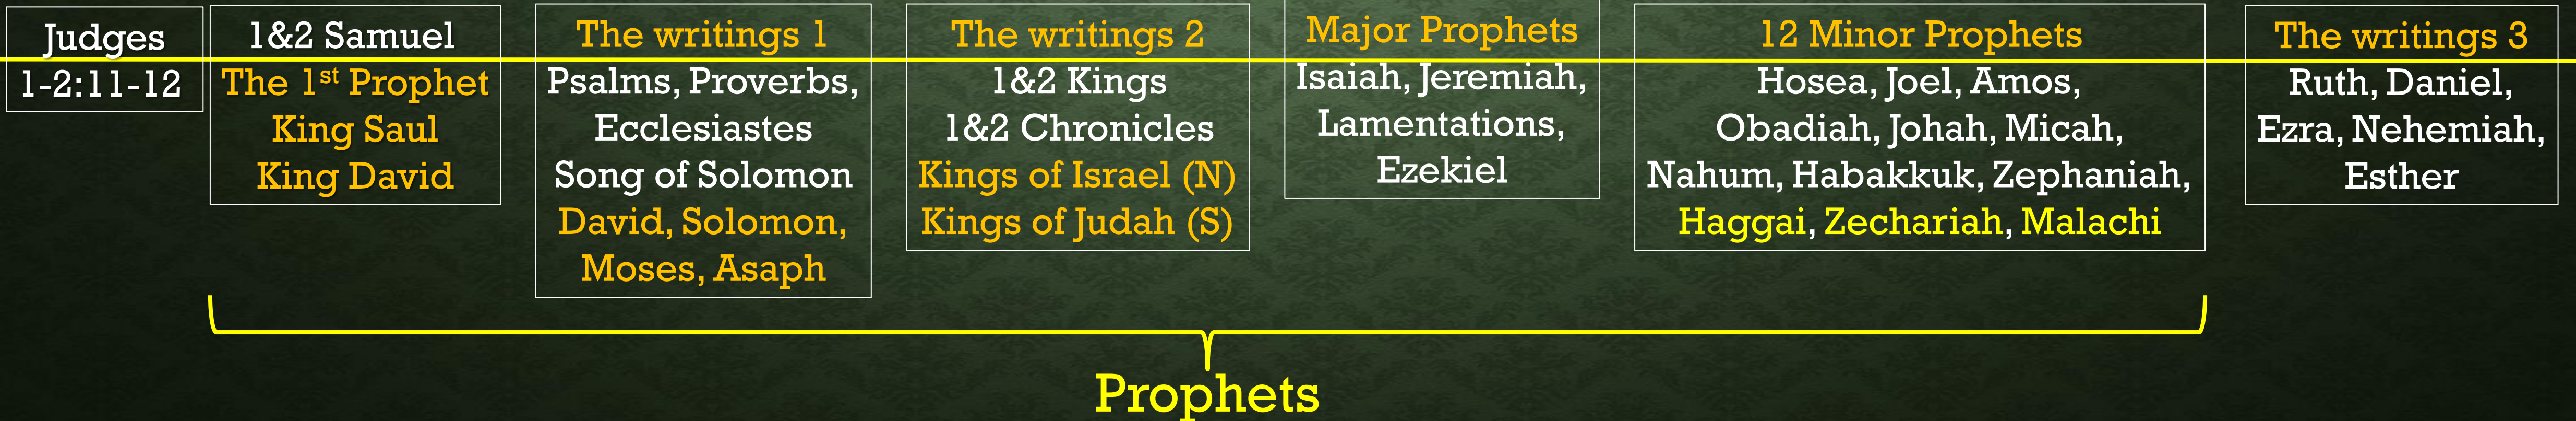 Judges
1-2:11-12
1&2 Samuel
The 1st Prophet
King Saul
King David
The writings 1
Psalms, Proverbs,
Ecclesiastes
Song of Solomon
David, Solomon,
Moses, Asaph
The writings 2
1&2 Kings
1&2 Chronicles
Kings of Israel (N)
Kings of Judah (S)
Major Prophets
Isaiah, Jeremiah,
Lamentations,
Ezekiel
12 Minor Prophets
Hosea, Joel, Amos,
Obadiah, Johah, Micah,
Nahum, Habakkuk, Zephaniah,
Haggai, Zechariah, Malachi
The writings 3
Ruth, Daniel,
Ezra, Nehemiah,
Esther
Prophets